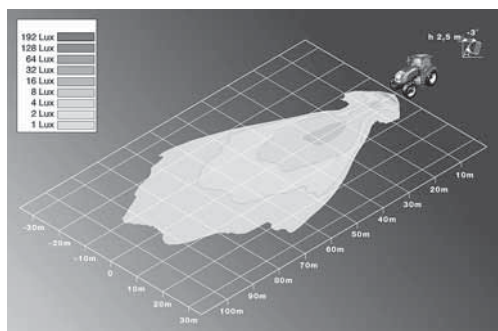 192 Lux
128 Lux
64 Lux
32 Lux
16 Lux
8 Lux
4 Lux
2 Lux
1 Lux
h 2,5 m
-3°
10m
20m
30m
40m
50m
60m
70m
80m
90m
100m
-30m
-20m
-10m
0
10m
20m
30m